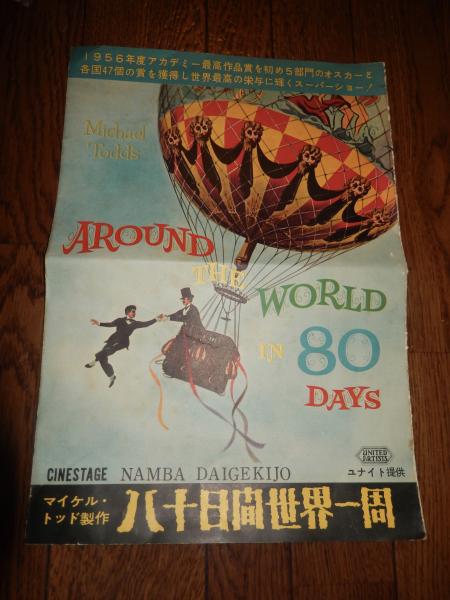 1956年度アカデミー最高作品賞を初め5部門のオスカーと
各国47個の賞を獲得し世界最高の栄与に輝くスーパーショー!
Michael
Todd's
AROUND
THE
WORLD
IN 80
DAYS
UNITED
ARTISTS
ユナイト提供
CINESTAGE NAMBA DAIGEKIJO
マイケル・
トッド製作
八十日間世界一周